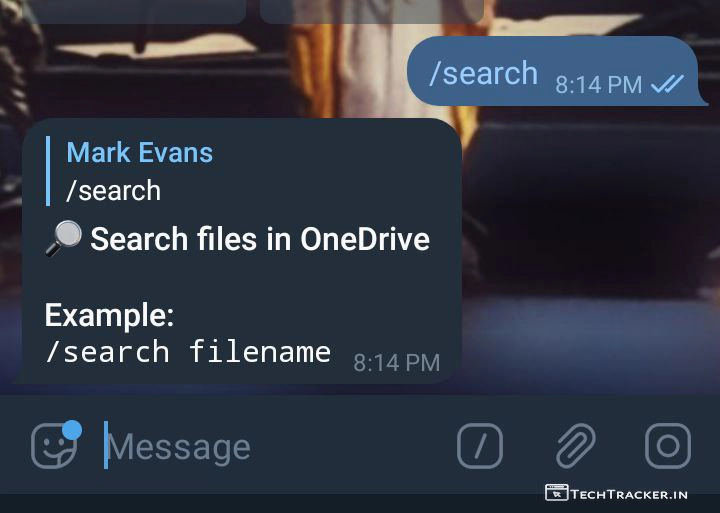 /search 8:14 PM
Mark Evans
/search
Search files in OneDrive
Example:
/search filename 8:14 PM
Message
TECHTRACKER.IN